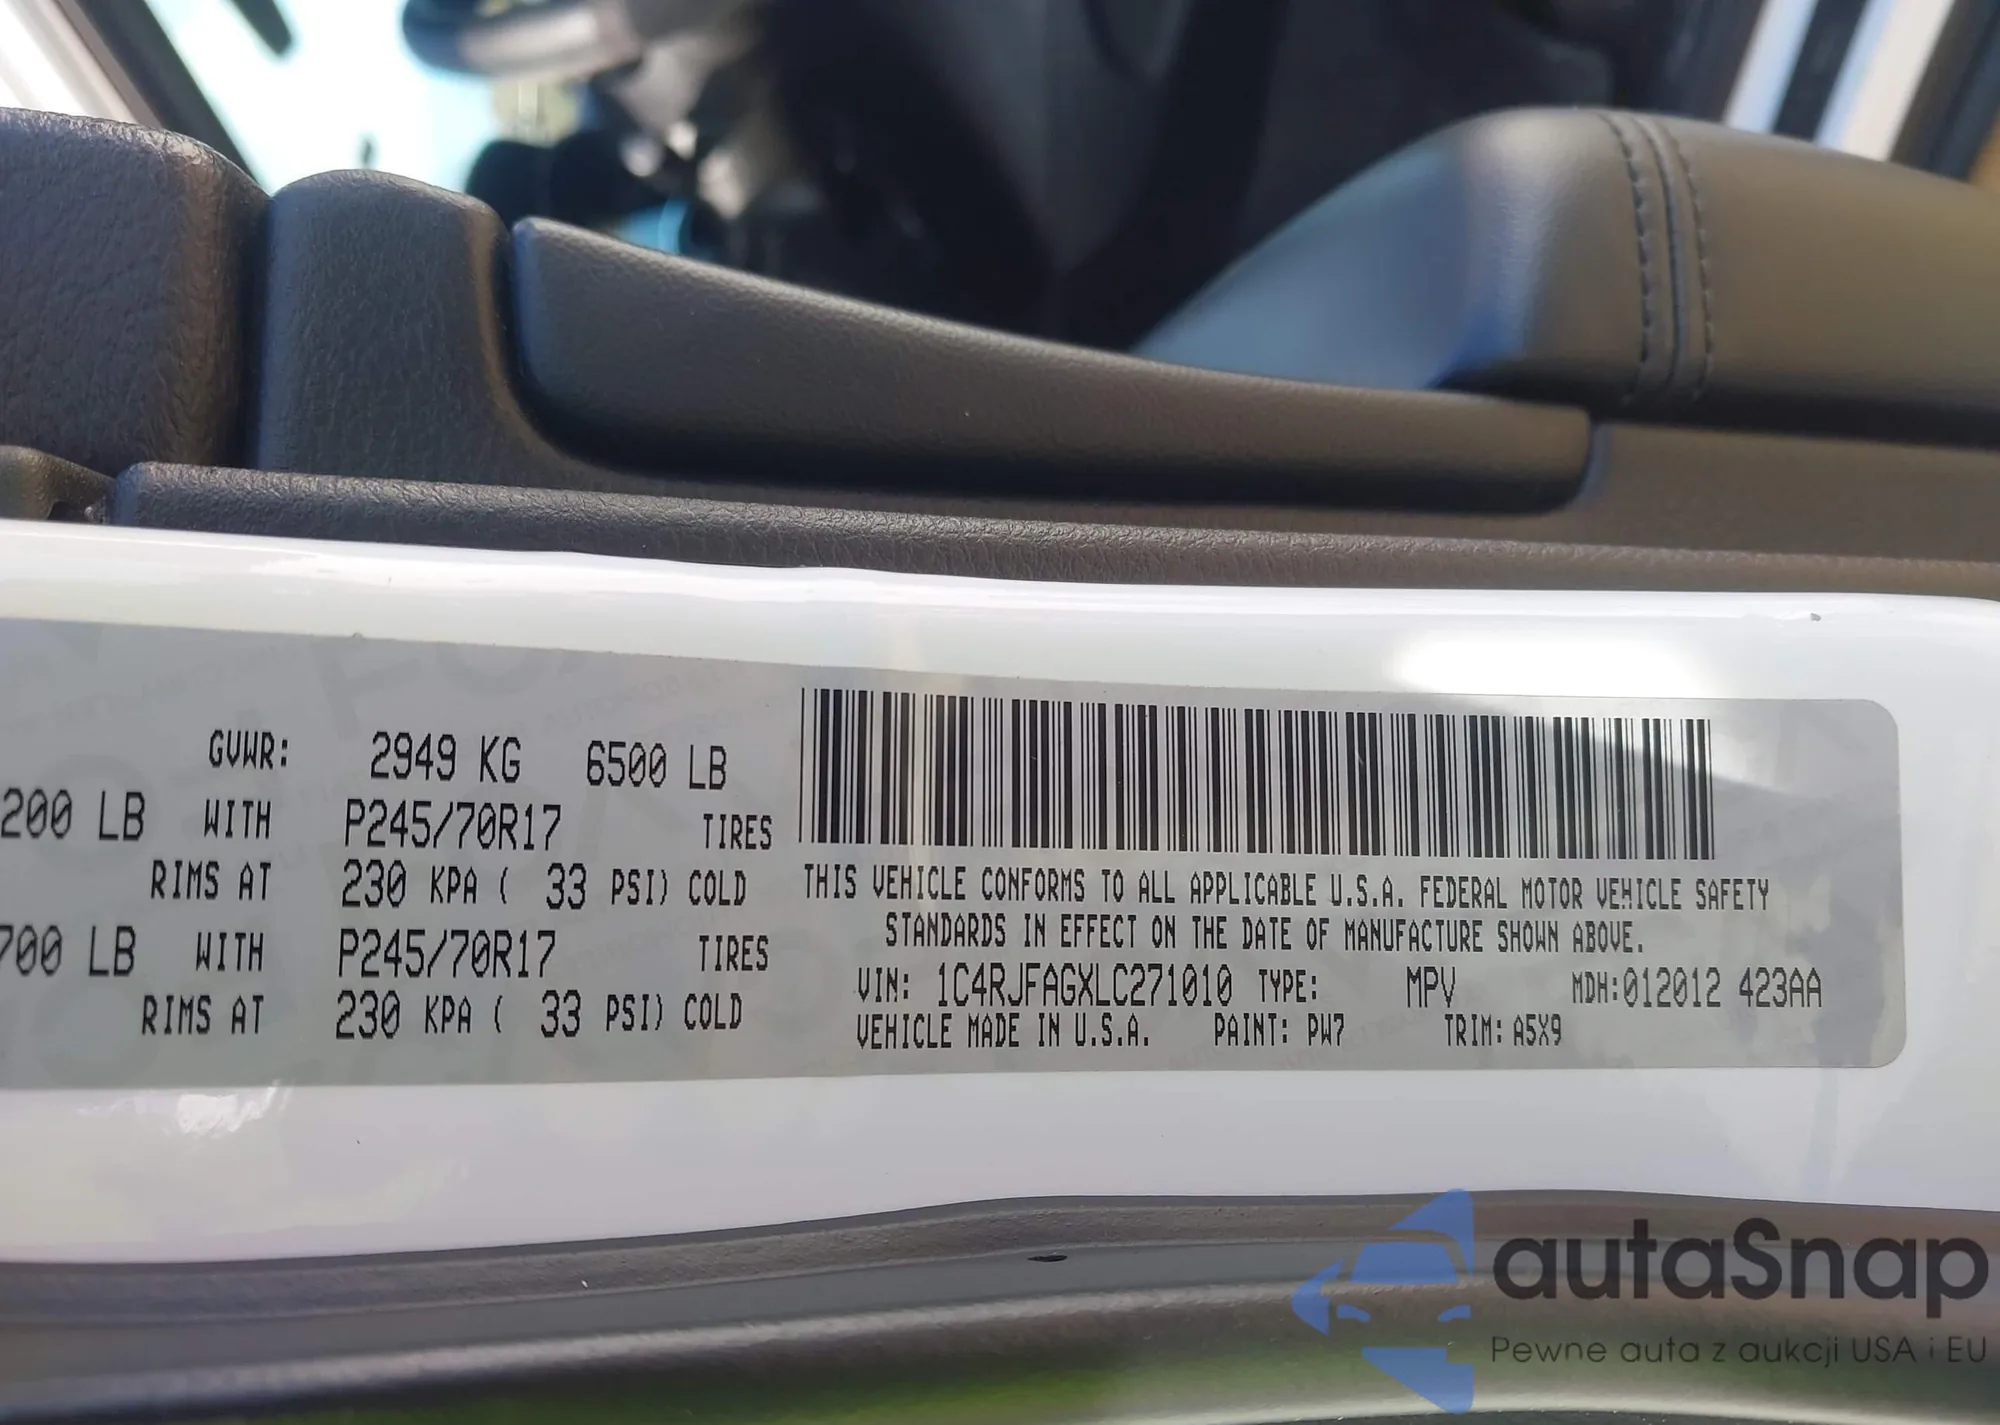 GVWR: 2949 KG 6500 LB
200 LB WITH P245/70R17 TIRES
RIMS AT 230 KPA ( 33 PSI) COLD
700 LB WITH P245/70R17 TIRES
RIMS AT 230 KPA ( 33 PSI) COLD
THIS VEHICLE CONFORMS TO ALL APPLICABLE U.S.A. FEDERAL MOTOR VEHICLE SAFETY
STANDARDS IN EFFECT ON THE DATE OF MANUFACTURE SHOWN ABOVE.
VIN: 1C4RJFAGXLC271010 TYPE: MPV MDH:012012 423AA
VEHICLE MADE IN U.S.A. PAINT: PW7 TRIM: A5X9
autaSnap
Pewne auta z aukcji USA i EU